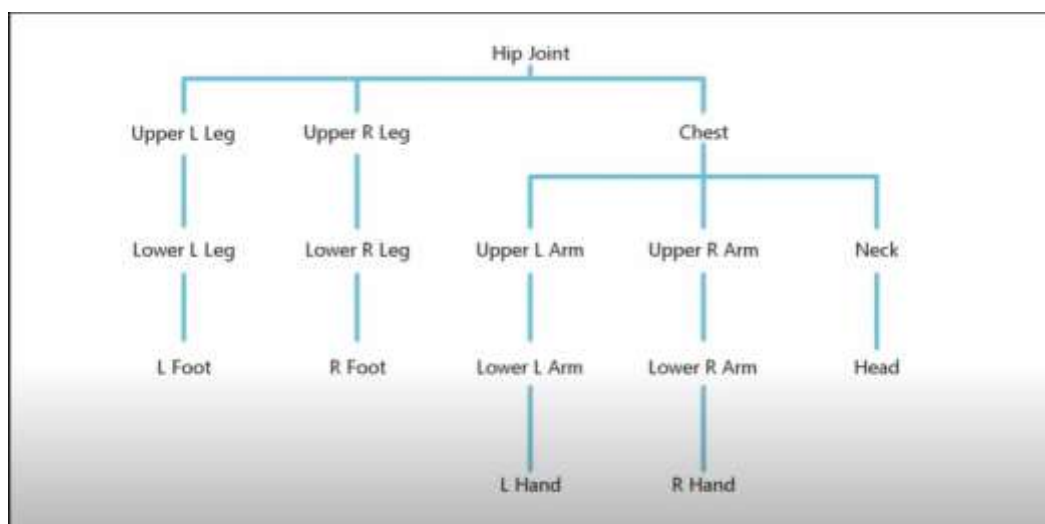 Hip Joint
Upper L Leg
Upper R Leg
Chest
Lower L Leg
Lower R Leg
Upper L Arm
Upper R Arm
Neck
L Foot
R Foot
Lower L Arm
Lower R Arm
Head
L Hand
R Hand